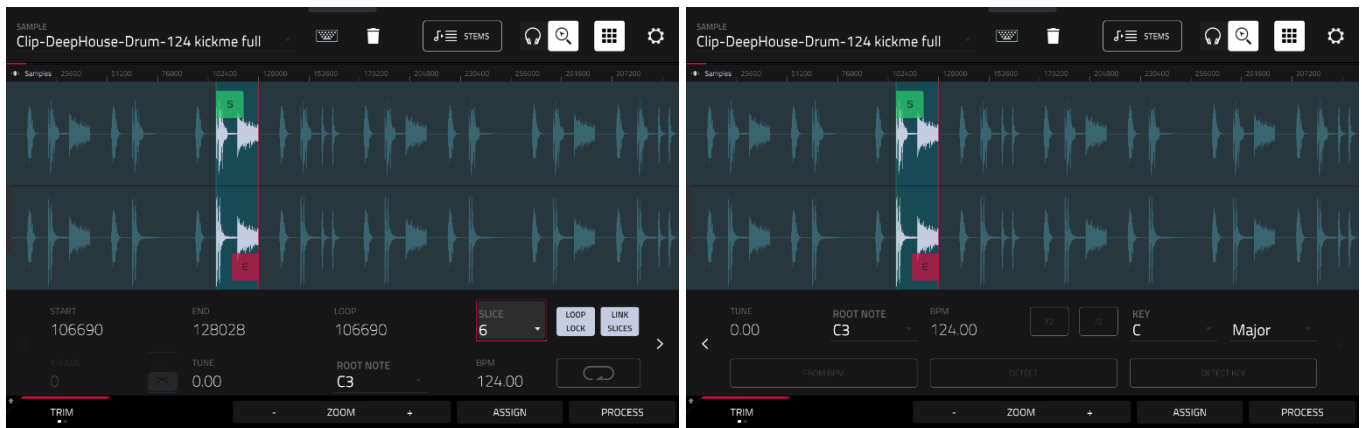 SAMPLE
Clip-DeepHouse-Drum-124 kickme full
STEMS
Samples 25600 51200 76800 102400 128000 153600 179200 204800 230400 256000 281600 307200
S
E
START END LOOP SLICE
106690 128028 106690 6 LOOP LOCK LINK SLICES
X-FADE TUNE ROOT NOTE BPM
0 0.00 C3 124.00
TRIM - ZOOM + ASSIGN PROCESS
SAMPLE
Clip-DeepHouse-Drum-124 kickme full
STEMS
Samples 25600 51200 76800 102400 128000 153600 179200 204800 230400 256000 281600 307200
S
E
TUNE ROOT NOTE BPM KEY
0.00 C3 124.00 X2 /2 C Major
FROM BPM DETECT DETECT KEY
TRIM - ZOOM + ASSIGN PROCESS